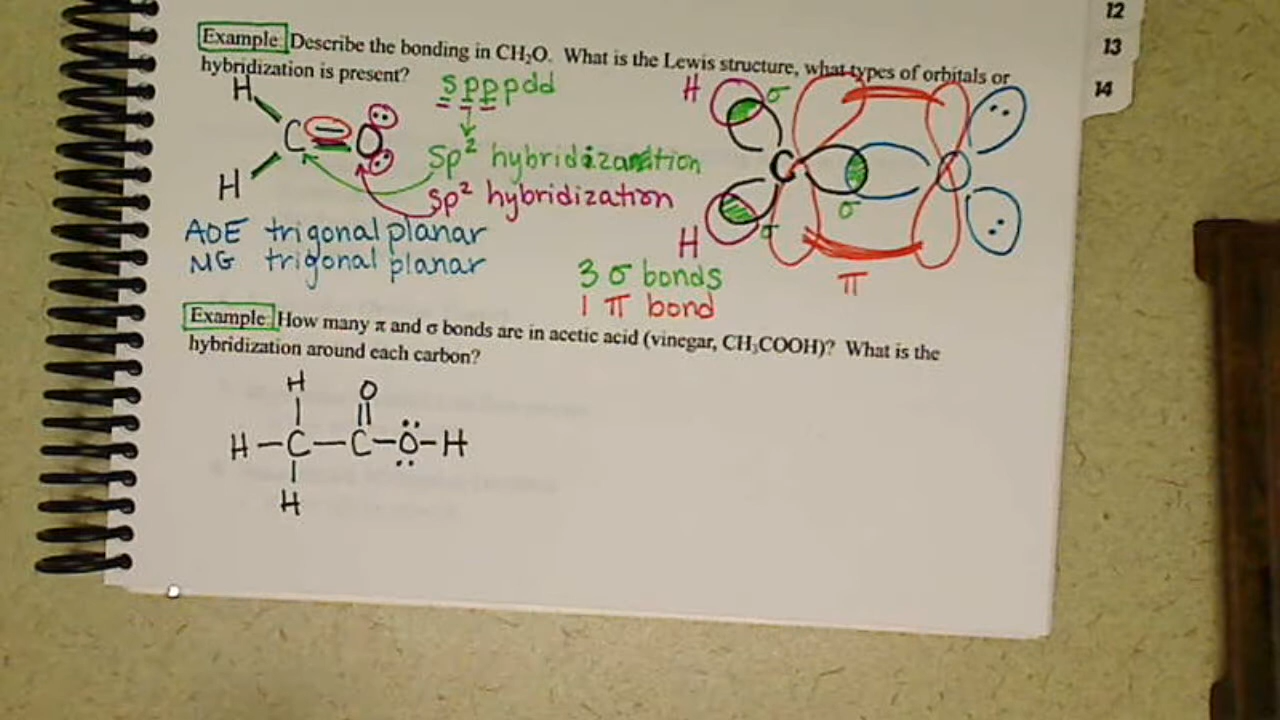 12
13
14
Example: Describe the bonding in CH₂O. What is the Lewis structure, what types of orbitals or
hybridization is present?
H
C = O
H
s p p p d d
sp² hybridization
sp² hybridization
ADE trigonal planar
MG trigonal planar
H σ
C σ
H σ
π
3 σ bonds
1 π bond
Example: How many π and σ bonds are in acetic acid (vinegar, CH₃COOH)? What is the
hybridization around each carbon?
H O
H-C-C-O-H
H